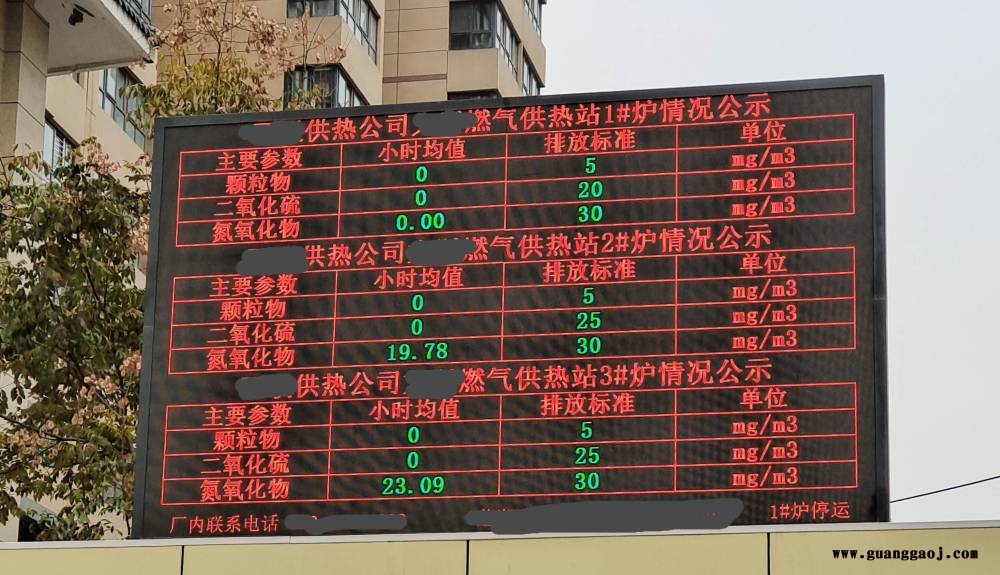 供热公司 燃气供热站1#炉情况公示
主要参数 小时均值 排放标准 单位
颗粒物 0 5 mg/m3
二氧化硫 0 20 mg/m3
氮氧化物 0.00 30 mg/m3
供热公司 燃气供热站2#炉情况公示
主要参数 小时均值 排放标准 单位
颗粒物 0 5 mg/m3
二氧化硫 0 25 mg/m3
氮氧化物 19.78 30 mg/m3
供热公司 燃气供热站3#炉情况公示
主要参数 小时均值 排放标准 单位
颗粒物 0 5 mg/m3
二氧化硫 0 25 mg/m3
氮氧化物 23.09 30 mg/m3
厂内联系电话 1#炉停运
www.guanggaoj.com